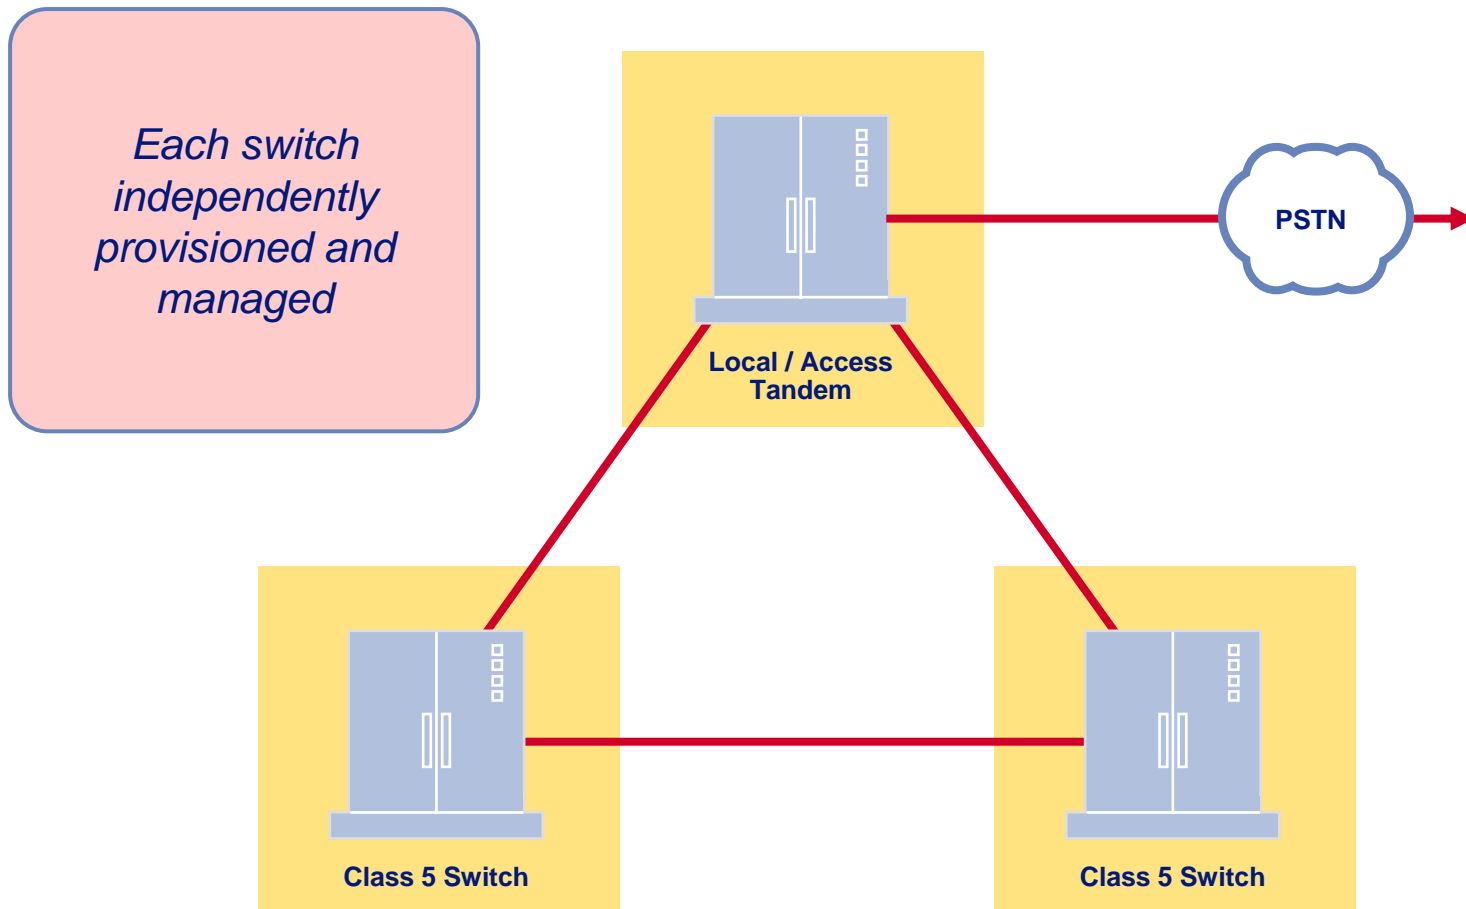 Each switch
independently
provisioned and
managed
PSTN
Local / Access
Tandem
Class 5 Switch
Class 5 Switch